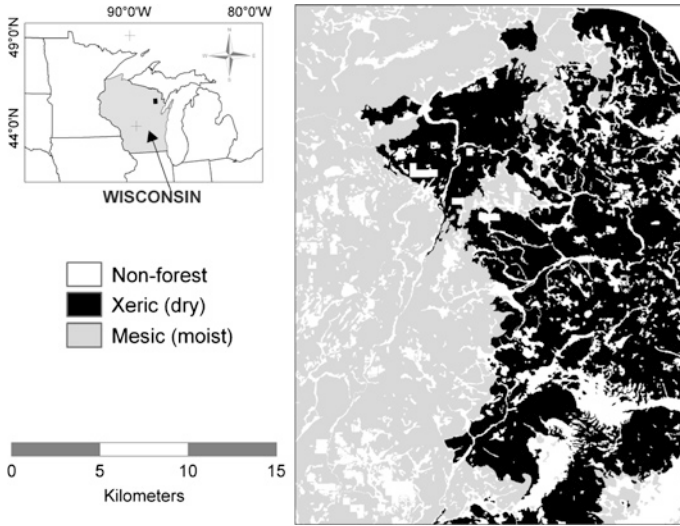 90°0'W
80°0'W
49°0'N
44°0'N
WISCONSIN
Non-forest
Xeric (dry)
Mesic (moist)
0 5 10 15
Kilometers